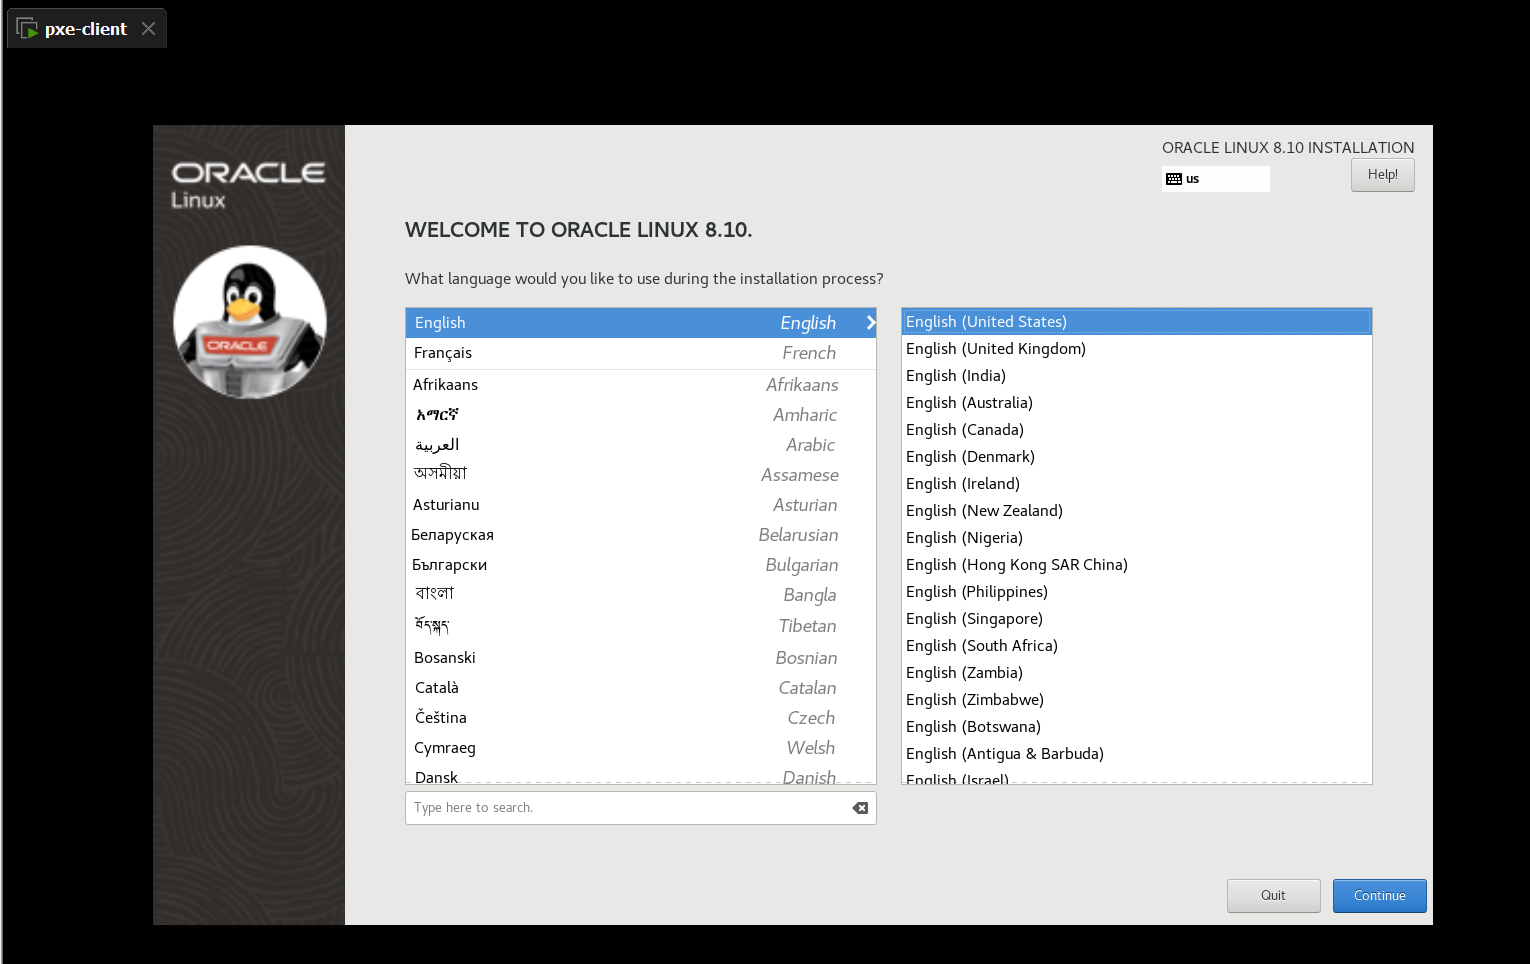 pxe-client
ORACLE
Linux
ORACLE
ORACLE LINUX 8.10 INSTALLATION
us
Help!
WELCOME TO ORACLE LINUX 8.10.
What language would you like to use during the installation process?
English English
Français French
Afrikaans Afrikaans
አማርኛ Amharic
العربية Arabic
অসমীয়া Assamese
Asturianu Asturian
Беларуская Belarusian
Български Bulgarian
বাংলা Bangla
བོད་སྐད་ Tibetan
Bosanski Bosnian
Català Catalan
Čeština Czech
Cymraeg Welsh
Dansk Danish
Type here to search.
English (United States)
English (United Kingdom)
English (India)
English (Australia)
English (Canada)
English (Denmark)
English (Ireland)
English (New Zealand)
English (Nigeria)
English (Hong Kong SAR China)
English (Philippines)
English (Singapore)
English (South Africa)
English (Zambia)
English (Zimbabwe)
English (Botswana)
English (Antigua & Barbuda)
English (Israel)
Quit
Continue